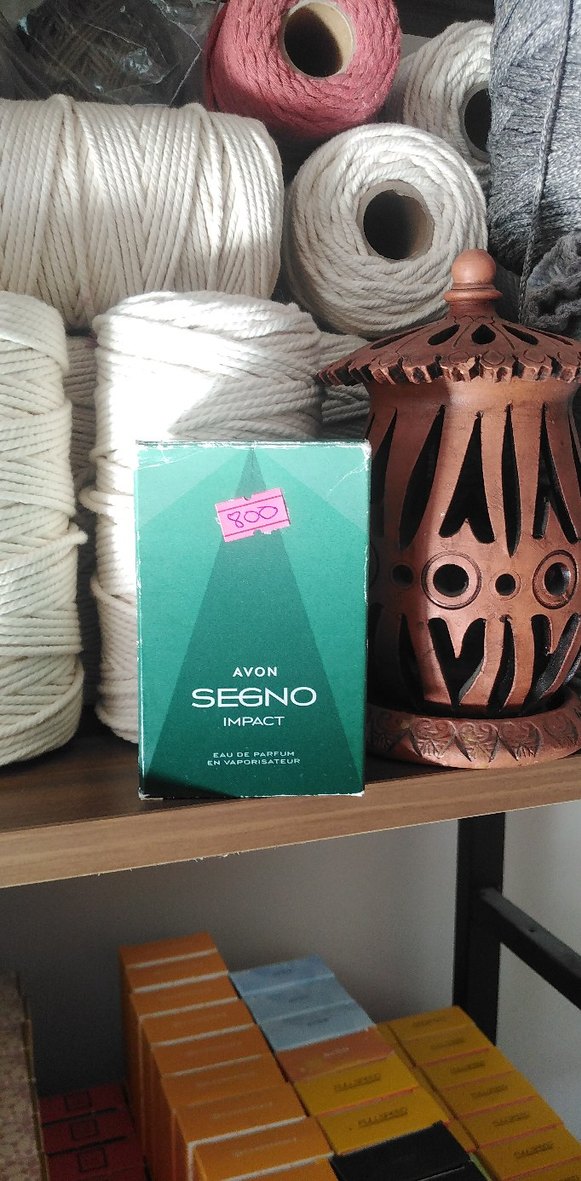 800
AVON
SEGNO
IMPACT
EAU DE PARFUM
EN VAPORISATEUR